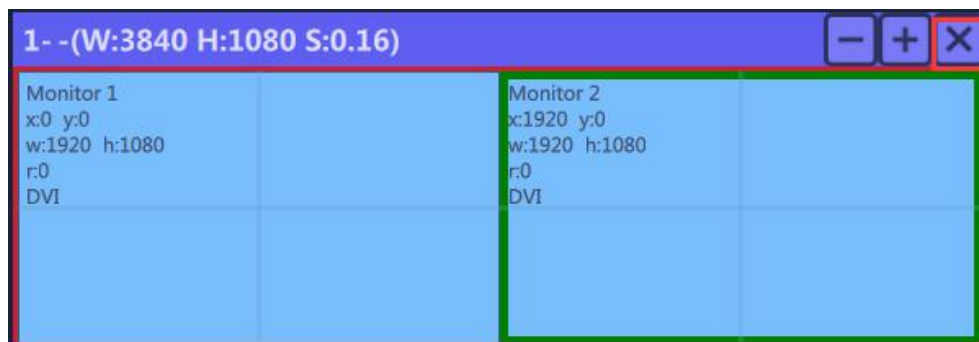 1- -(W:3840 H:1080 S:0.16)
Monitor 1
x:0 y:0
w:1920 h:1080
r:0
DVI
Monitor 2
x:1920 y:0
w:1920 h:1080
r:0
DVI